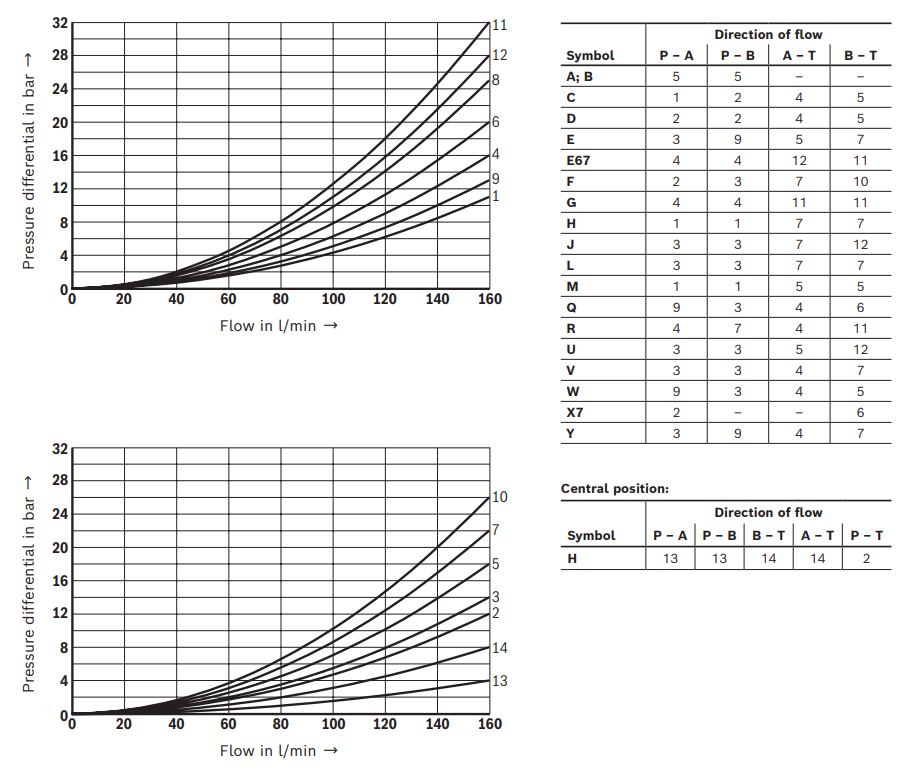 32
28
24
20
16
12
8
4
0
Pressure differential in bar →
11
12
8
6
4
9
1
0 20 40 60 80 100 120 140 160
Flow in l/min →
32
28
24
20
16
12
8
4
0
Pressure differential in bar →
10
7
5
3
2
14
13
0 20 40 60 80 100 120 140 160
Flow in l/min →
Direction of flow
Symbol P – A P – B A – T B – T
A; B 5 5 – –
C 1 2 4 5
D 2 2 4 5
E 3 9 5 7
E67 4 4 12 11
F 2 3 7 10
G 4 4 11 11
H 1 1 7 7
J 3 3 7 12
L 3 3 7 7
M 1 1 5 5
Q 9 3 4 6
R 4 7 4 11
U 3 3 5 12
V 3 3 4 7
W 9 3 4 5
X7 2 – – 6
Y 3 9 4 7
Central position:
Direction of flow
Symbol P – A P – B B – T A – T P – T
H 13 13 14 14 2